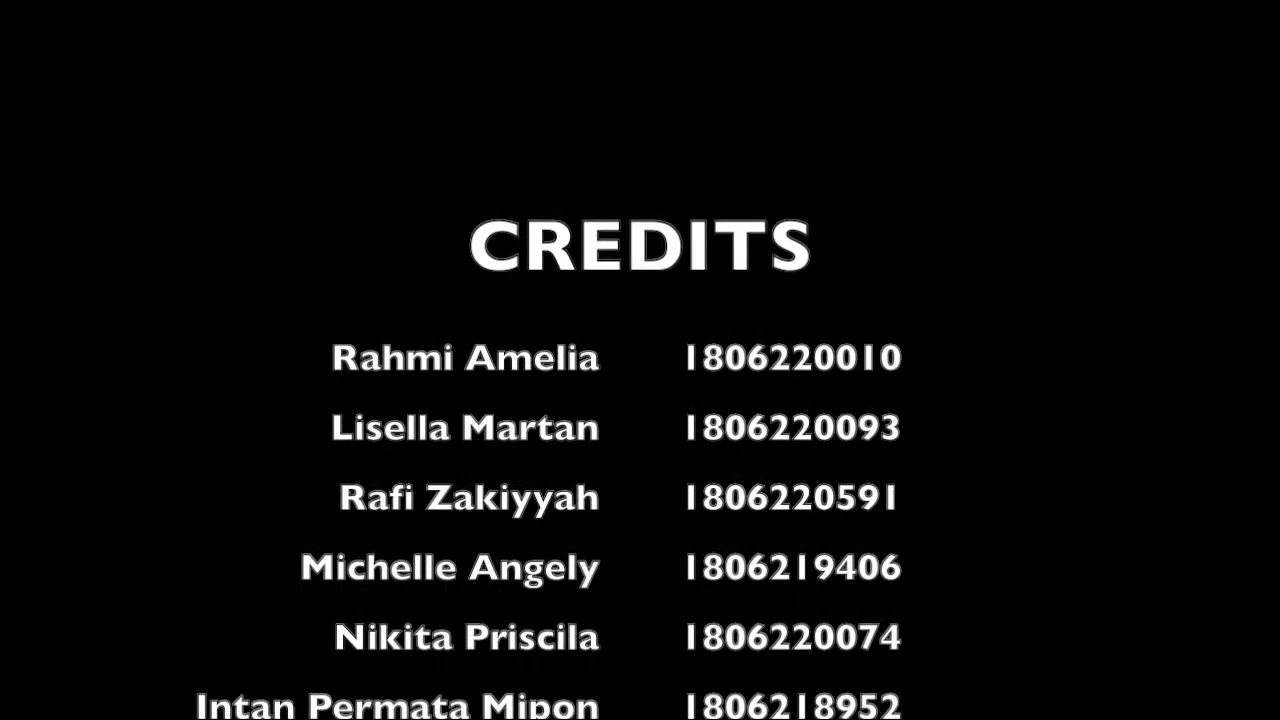 CREDITS
Rahmi Amelia 1806220010
Lisella Martan 1806220093
Rafi Zakiyyah 1806220591
Michelle Angely 1806219406
Nikita Priscila 1806220074
Intan Permata Mipon 1806218952